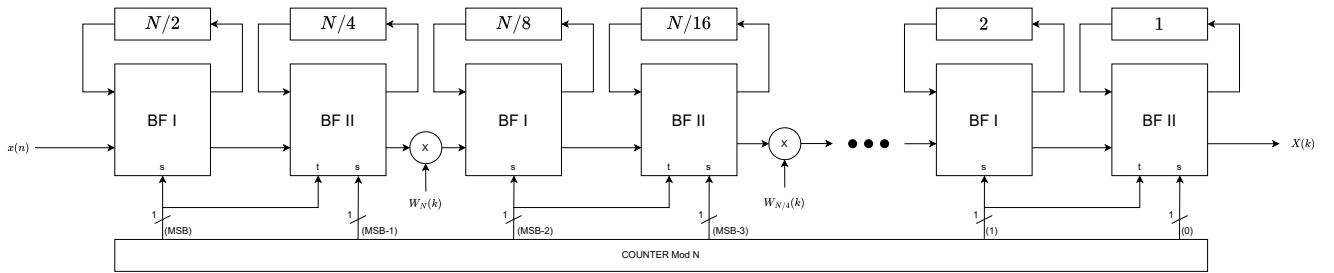 N/2 N/4 N/8 N/16 2 1
BF I BF II BF I BF II BF I BF II
x(n) x x X(k)
s t s s t s s t s
W_N(k) W_{N/4}(k)
1 1 1 1 1 1
(MSB) (MSB-1) (MSB-2) (MSB-3) (1) (0)
COUNTER Mod N